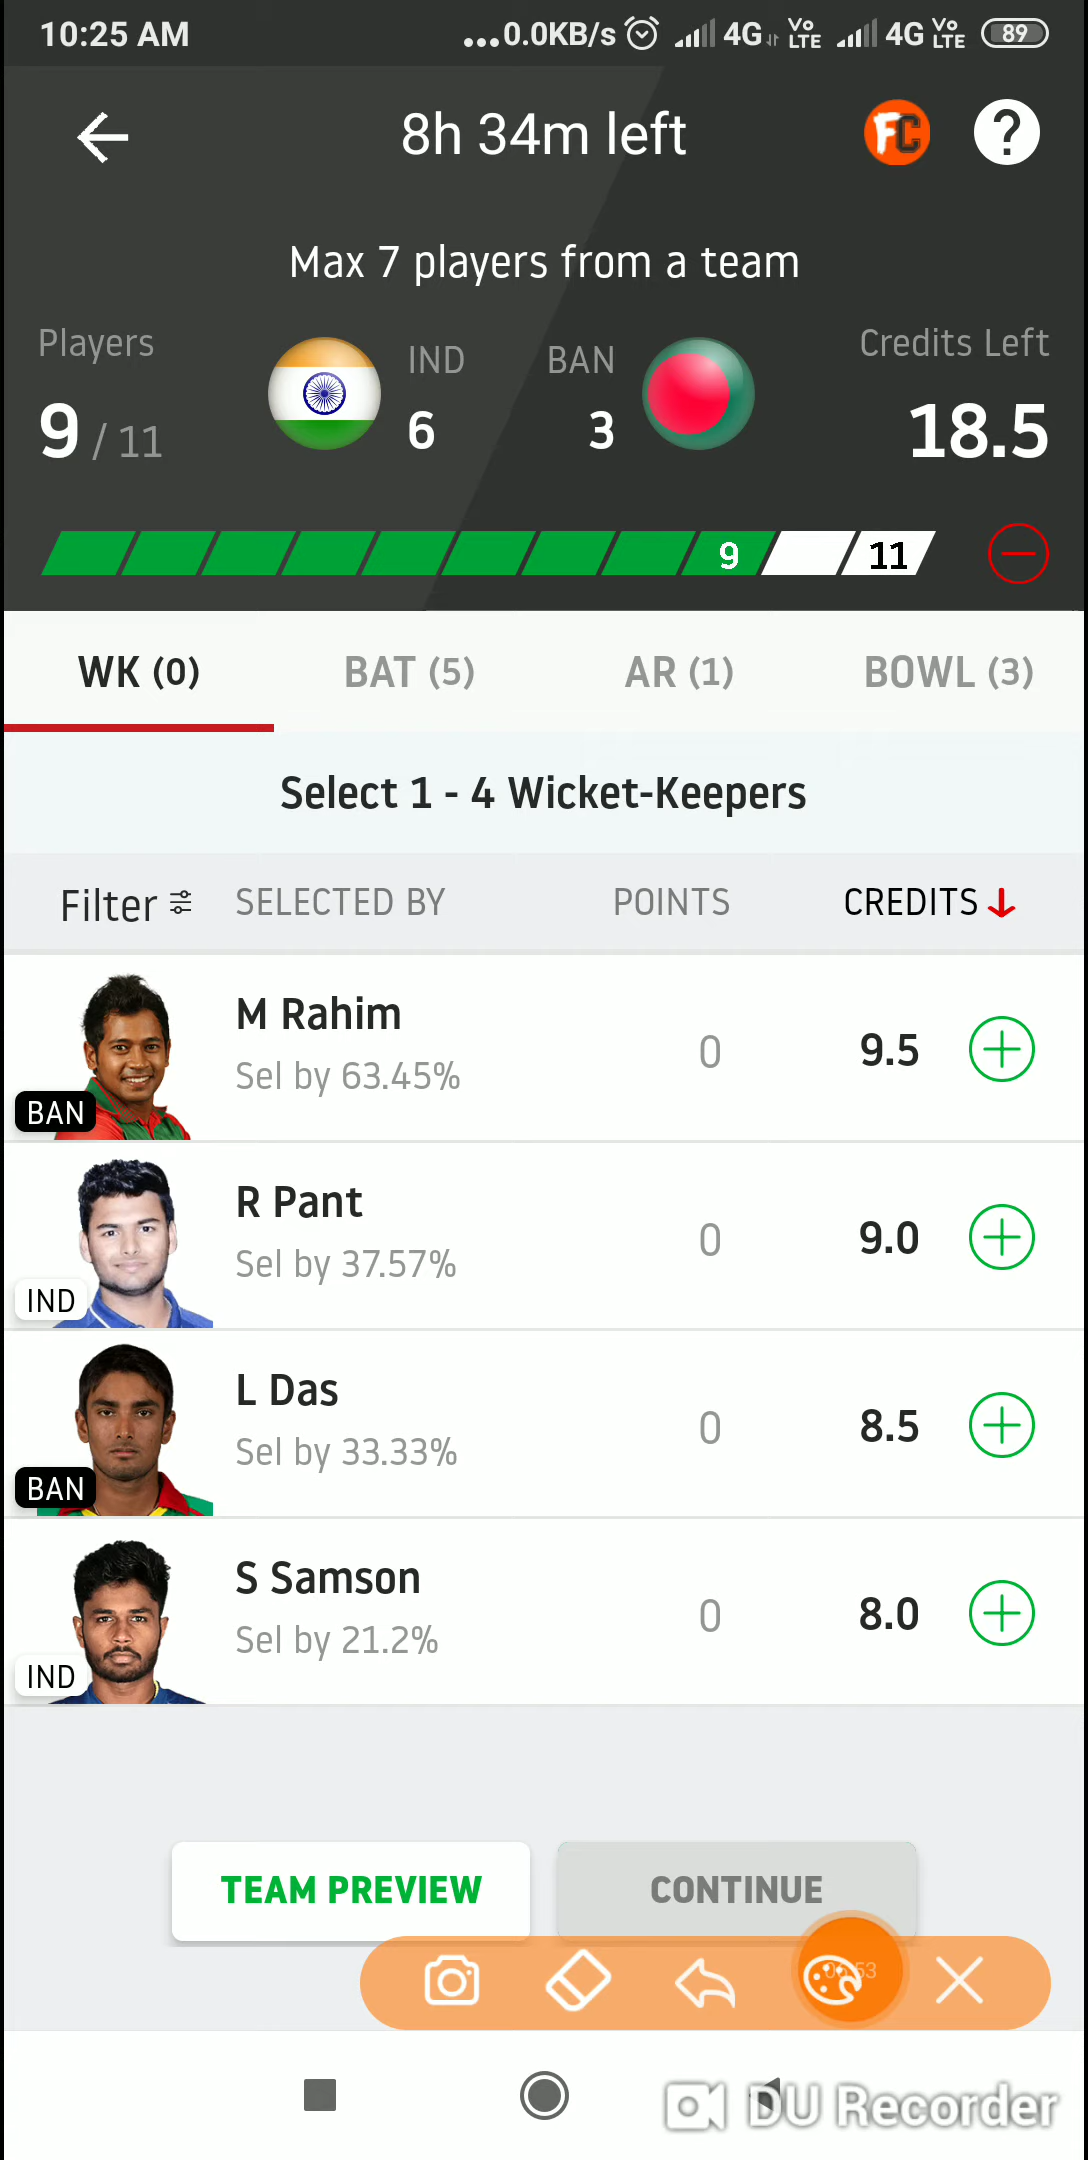 10:25 AM
...0.0KB/s 4G VoLTE 4G VoLTE 89
8h 34m left
FC ?
Max 7 players from a team
Players IND BAN Credits Left
9 / 11 6 3 18.5
9 11
WK (0) BAT (5) AR (1) BOWL (3)
Select 1 - 4 Wicket-Keepers
Filter SELECTED BY POINTS CREDITS
M Rahim
Sel by 63.45%
0 9.5
BAN
R Pant
Sel by 37.57%
0 9.0
IND
L Das
Sel by 33.33%
0 8.5
BAN
S Samson
Sel by 21.2%
0 8.0
IND
TEAM PREVIEW CONTINUE
DU Recorder